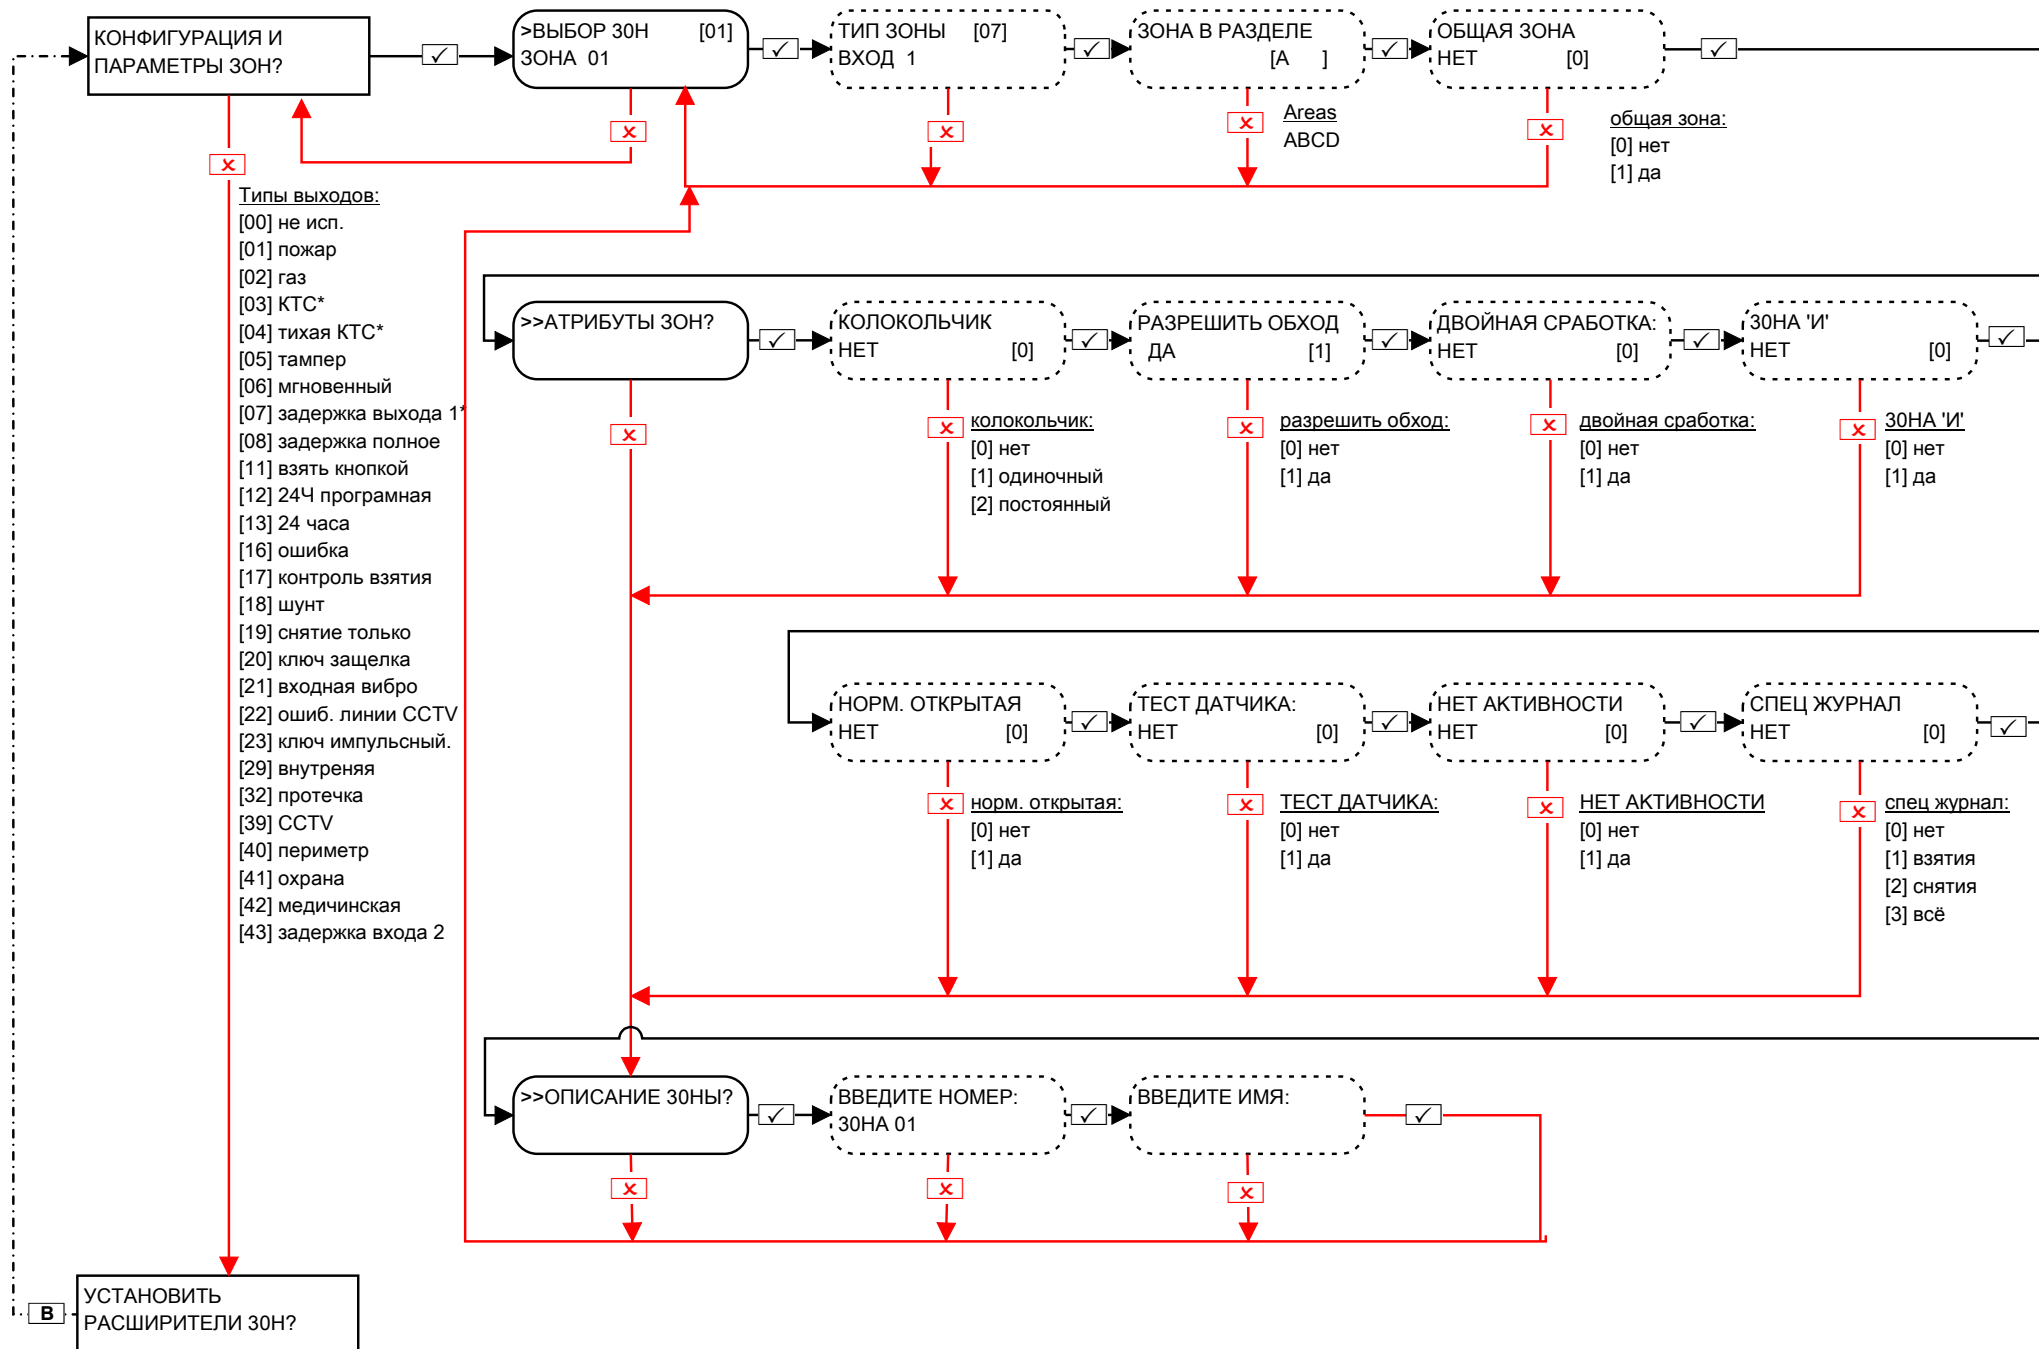 КОНФИГУРАЦИЯ И
ПАРАМЕТРЫ ЗОН?
>ВЫБОР ЗОН [01]
ЗОНА 01
ТИП ЗОНЫ [07]
ВХОД 1
ЗОНА В РАЗДЕЛЕ
[A ]
ОБЩАЯ ЗОНА
НЕТ [0]
Areas
ABCD
общая зона:
[0] нет
[1] да
Типы выходов:
[00] не исп.
[01] пожар
[02] газ
[03] КТС*
[04] тихая КТС*
[05] тампер
[06] мгновенный
[07] задержка выхода 1*
[08] задержка полное
[11] взять кнопкой
[12] 24Ч програмная
[13] 24 часа
[16] ошибка
[17] контроль взятия
[18] шунт
[19] снятие только
[20] ключ защелка
[21] входная вибро
[22] ошиб. линии CCTV
[23] ключ импульсный.
[29] внутреняя
[32] протечка
[39] CCTV
[40] периметр
[41] охрана
[42] медичинская
[43] задержка входа 2
>>АТРИБУТЫ ЗОН?
КОЛОКОЛЬЧИК
НЕТ [0]
РАЗРЕШИТЬ ОБХОД
ДА [1]
ДВОЙНАЯ СРАБОТКА:
НЕТ [0]
ЗОНА 'И'
НЕТ [0]
колокольчик:
[0] нет
[1] одиночный
[2] постоянный
разрешить обход:
[0] нет
[1] да
двойная сработка:
[0] нет
[1] да
ЗОНА 'И'
[0] нет
[1] да
НОРМ. ОТКРЫТАЯ
НЕТ [0]
ТЕСТ ДАТЧИКА:
НЕТ [0]
НЕТ АКТИВНОСТИ
НЕТ [0]
СПЕЦ ЖУРНАЛ
НЕТ [0]
норм. открытая:
[0] нет
[1] да
ТЕСТ ДАТЧИКА:
[0] нет
[1] да
НЕТ АКТИВНОСТИ
[0] нет
[1] да
спец журнал:
[0] нет
[1] взятия
[2] снятия
[3] всё
>>ОПИСАНИЕ ЗОНЫ?
ВВЕДИТЕ НОМЕР:
ЗОНА 01
ВВЕДИТЕ ИМЯ:
B
УСТАНОВИТЬ
РАСШИРИТЕЛИ ЗОН?